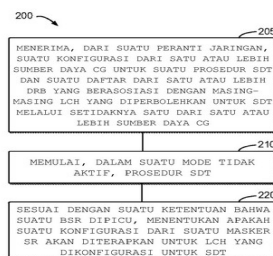 200
205
MENERIMA, DARI SUATU PERANTI JARINGAN,
SUATU KONFIGURASI DARI SATU ATAU LEBIH
SUMBER DAYA CG UNTUK SUATU PROSEDUR SDT
DAN SUATU DAFTAR DARI SATU ATAU LEBIH
DRB YANG BERASOSIASI DENGAN MASING-
MASING LCH YANG DIPERBOLEHKAN UNTUK SDT
MELALUI SETIDAKNYA SATU DARI SATU ATAU
LEBIH SUMBER DAYA CG
210
MEMULAI, DALAM SUATU MODE TIDAK
AKTIF, PROSEDUR SDT
220
SESUAI DENGAN SUATU KETENTUAN BAHWA
SUATU BSR DIPICU, MENENTUKAN APAKAH
SUATU KONFIGURASI DARI SUATU MASKER
SR AKAN DITERAPKAN UNTUK LCH YANG
DIKONFIGURASI UNTUK SDT